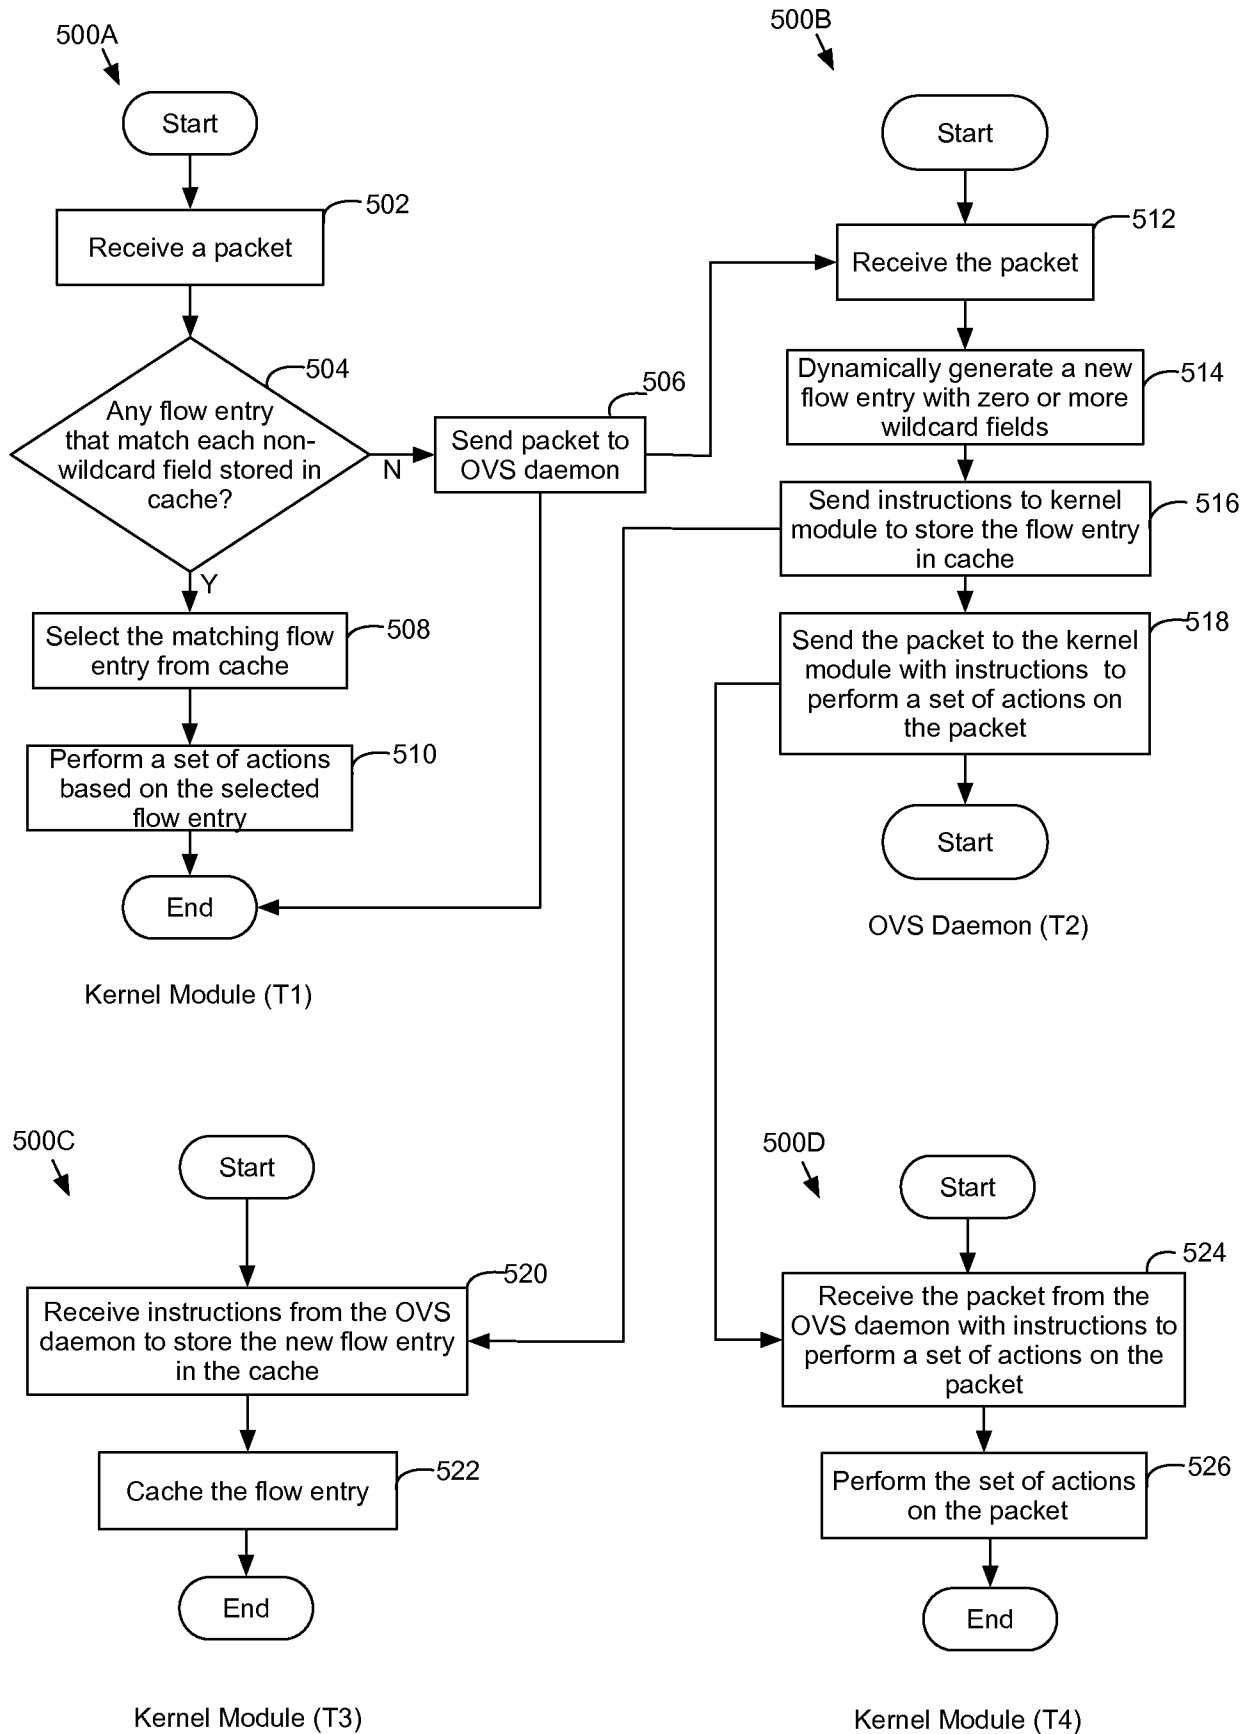 500A
Start
502
Receive a packet
504
Any flow entry
that match each non-
wildcard field stored in
cache?
N
Y
506
Send packet to
OVS daemon
508
Select the matching flow
entry from cache
510
Perform a set of actions
based on the selected
flow entry
End
Kernel Module (T1)
500B
Start
512
Receive the packet
514
Dynamically generate a new
flow entry with zero or more
wildcard fields
516
Send instructions to kernel
module to store the flow entry
in cache
518
Send the packet to the kernel
module with instructions to
perform a set of actions on
the packet
Start
OVS Daemon (T2)
500C
Start
520
Receive instructions from the OVS
daemon to store the new flow entry
in the cache
522
Cache the flow entry
End
Kernel Module (T3)
500D
Start
524
Receive the packet from the
OVS daemon with instructions to
perform a set of actions on the
packet
526
Perform the set of actions
on the packet
End
Kernel Module (T4)